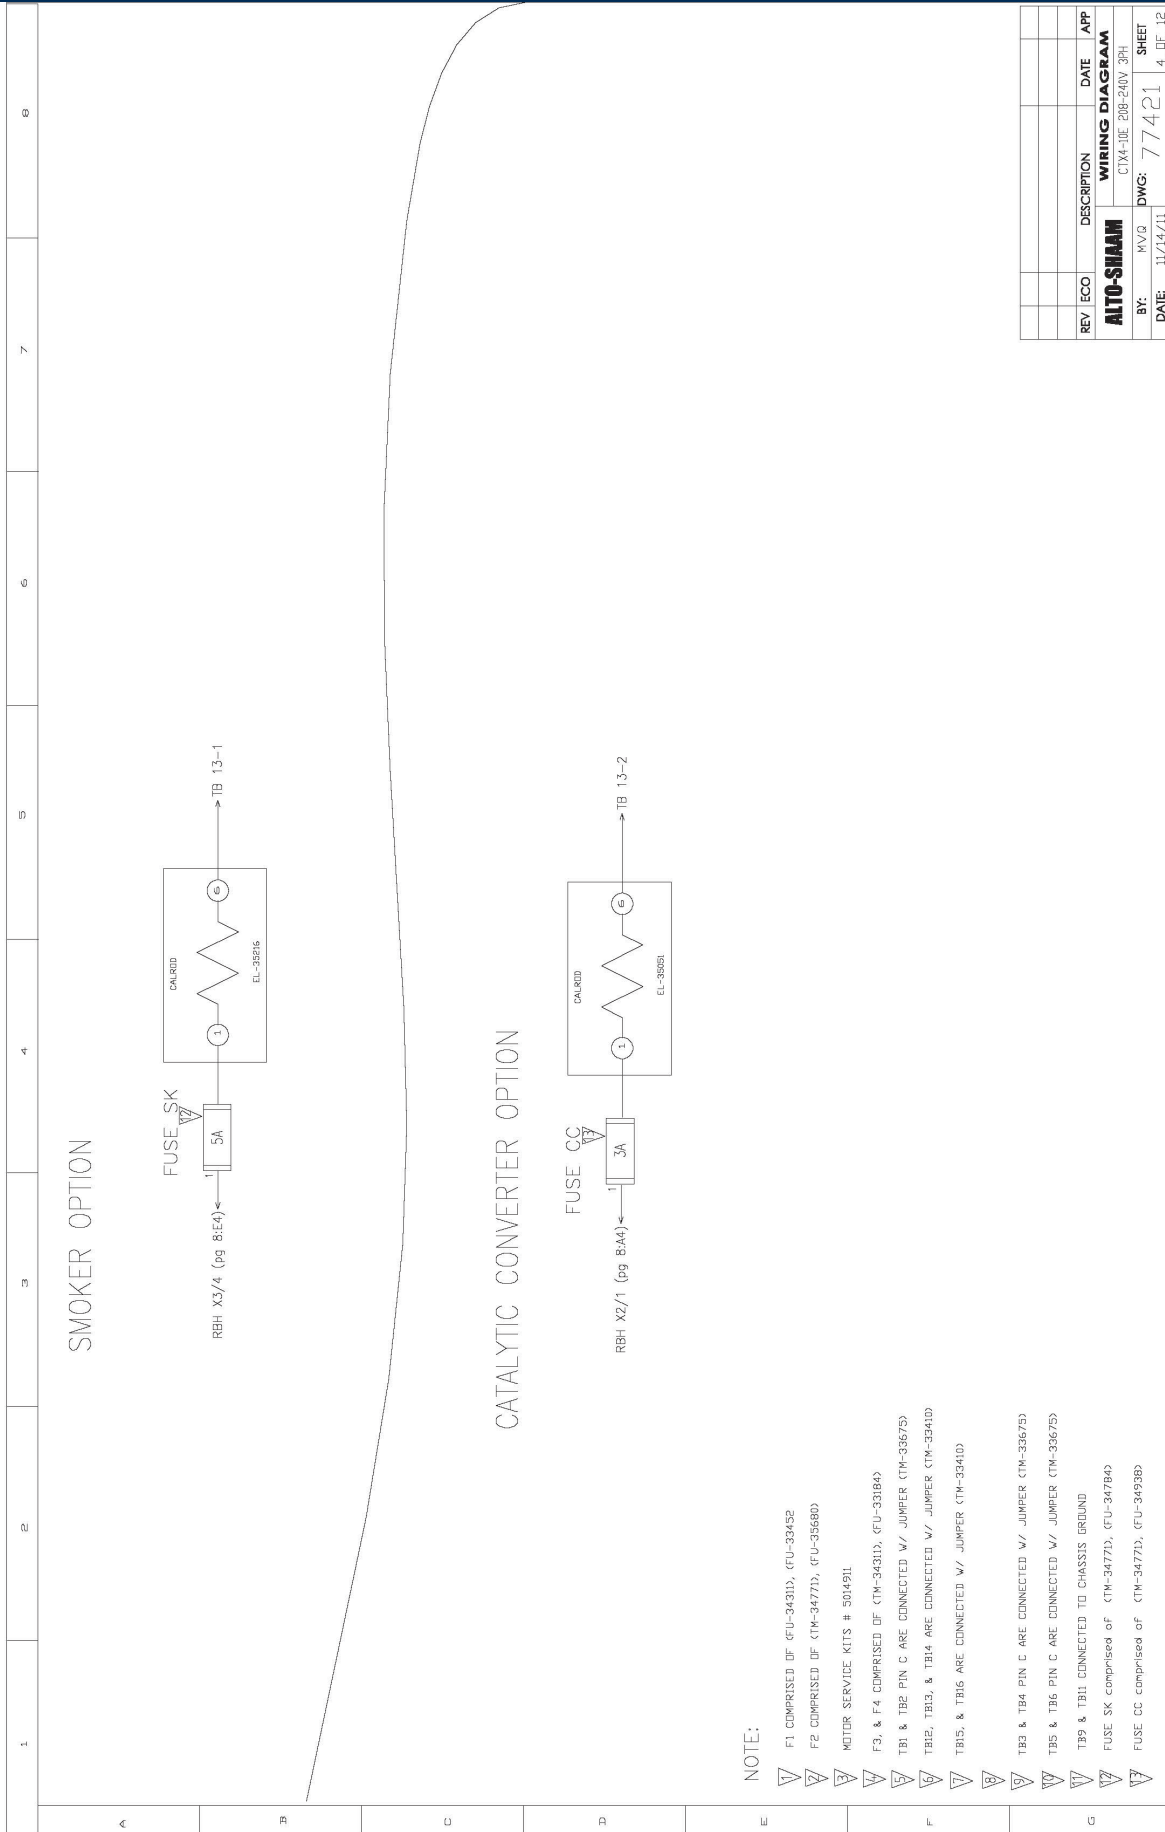 1 2 3 4 5 6 7 8
A
B
C
D
E
F
G
SMOKER OPTION
FUSE SK
12
RBH X3/4 (pg 8:E4)
1
5A
CALROD
1
6
EL-35216
TB 13-1
CATALYTIC CONVERTER OPTION
FUSE CC
13
RBH X2/1 (pg 8:A4)
1
3A
CALROD
1
6
EL-35051
TB 13-2
NOTE:
1 F1 COMPRISED OF (FU-34311), (FU-33452
2 F2 COMPRISED OF (TM-34771), (FU-35680)
3 MOTOR SERVICE KITS # 5014911
4 F3, & F4 COMPRISED OF (TM-34311), (FU-33184)
5 TB1 & TB2 PIN C ARE CONNECTED W/ JUMPER (TM-33675)
6 TB12, TB13, & TB14 ARE CONNECTED W/ JUMPER (TM-33410)
7 TB15, & TB16 ARE CONNECTED W/ JUMPER (TM-33410)
8
9 TB3 & TB4 PIN C ARE CONNECTED W/ JUMPER (TM-33675)
10 TB5 & TB6 PIN C ARE CONNECTED W/ JUMPER (TM-33675)
11 TB9 & TB11 CONNECTED TO CHASSIS GROUND
12 FUSE SK comprised of (TM-34771), (FU-34784)
13 FUSE CC comprised of (TM-34771), (FU-34938)
REV ECO DESCRIPTION DATE APP
ALTO-SHAAM WIRING DIAGRAM
CTX4-10E 208-240V 3PH
BY: MVQ DWG: 77421 SHEET
DATE: 11/14/11 4 OF 12